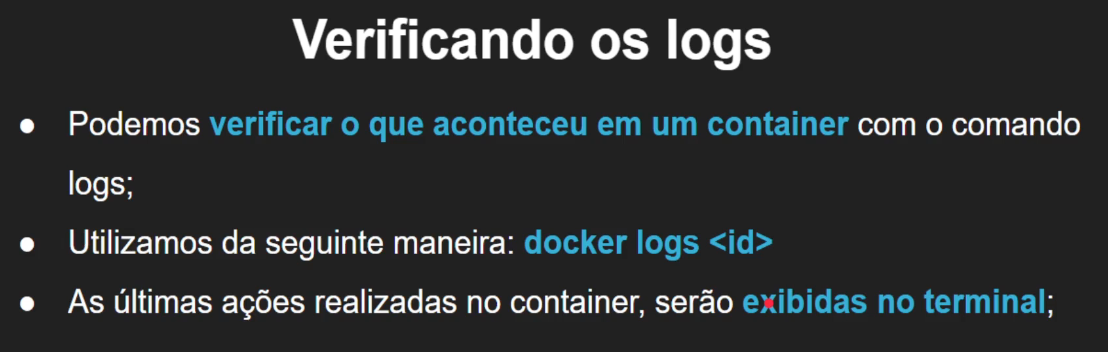 Verificando os logs
● Podemos verificar o que aconteceu em um container com o comando
logs;
● Utilizamos da seguinte maneira: docker logs <id>
● As últimas ações realizadas no container, serão exibidas no terminal;